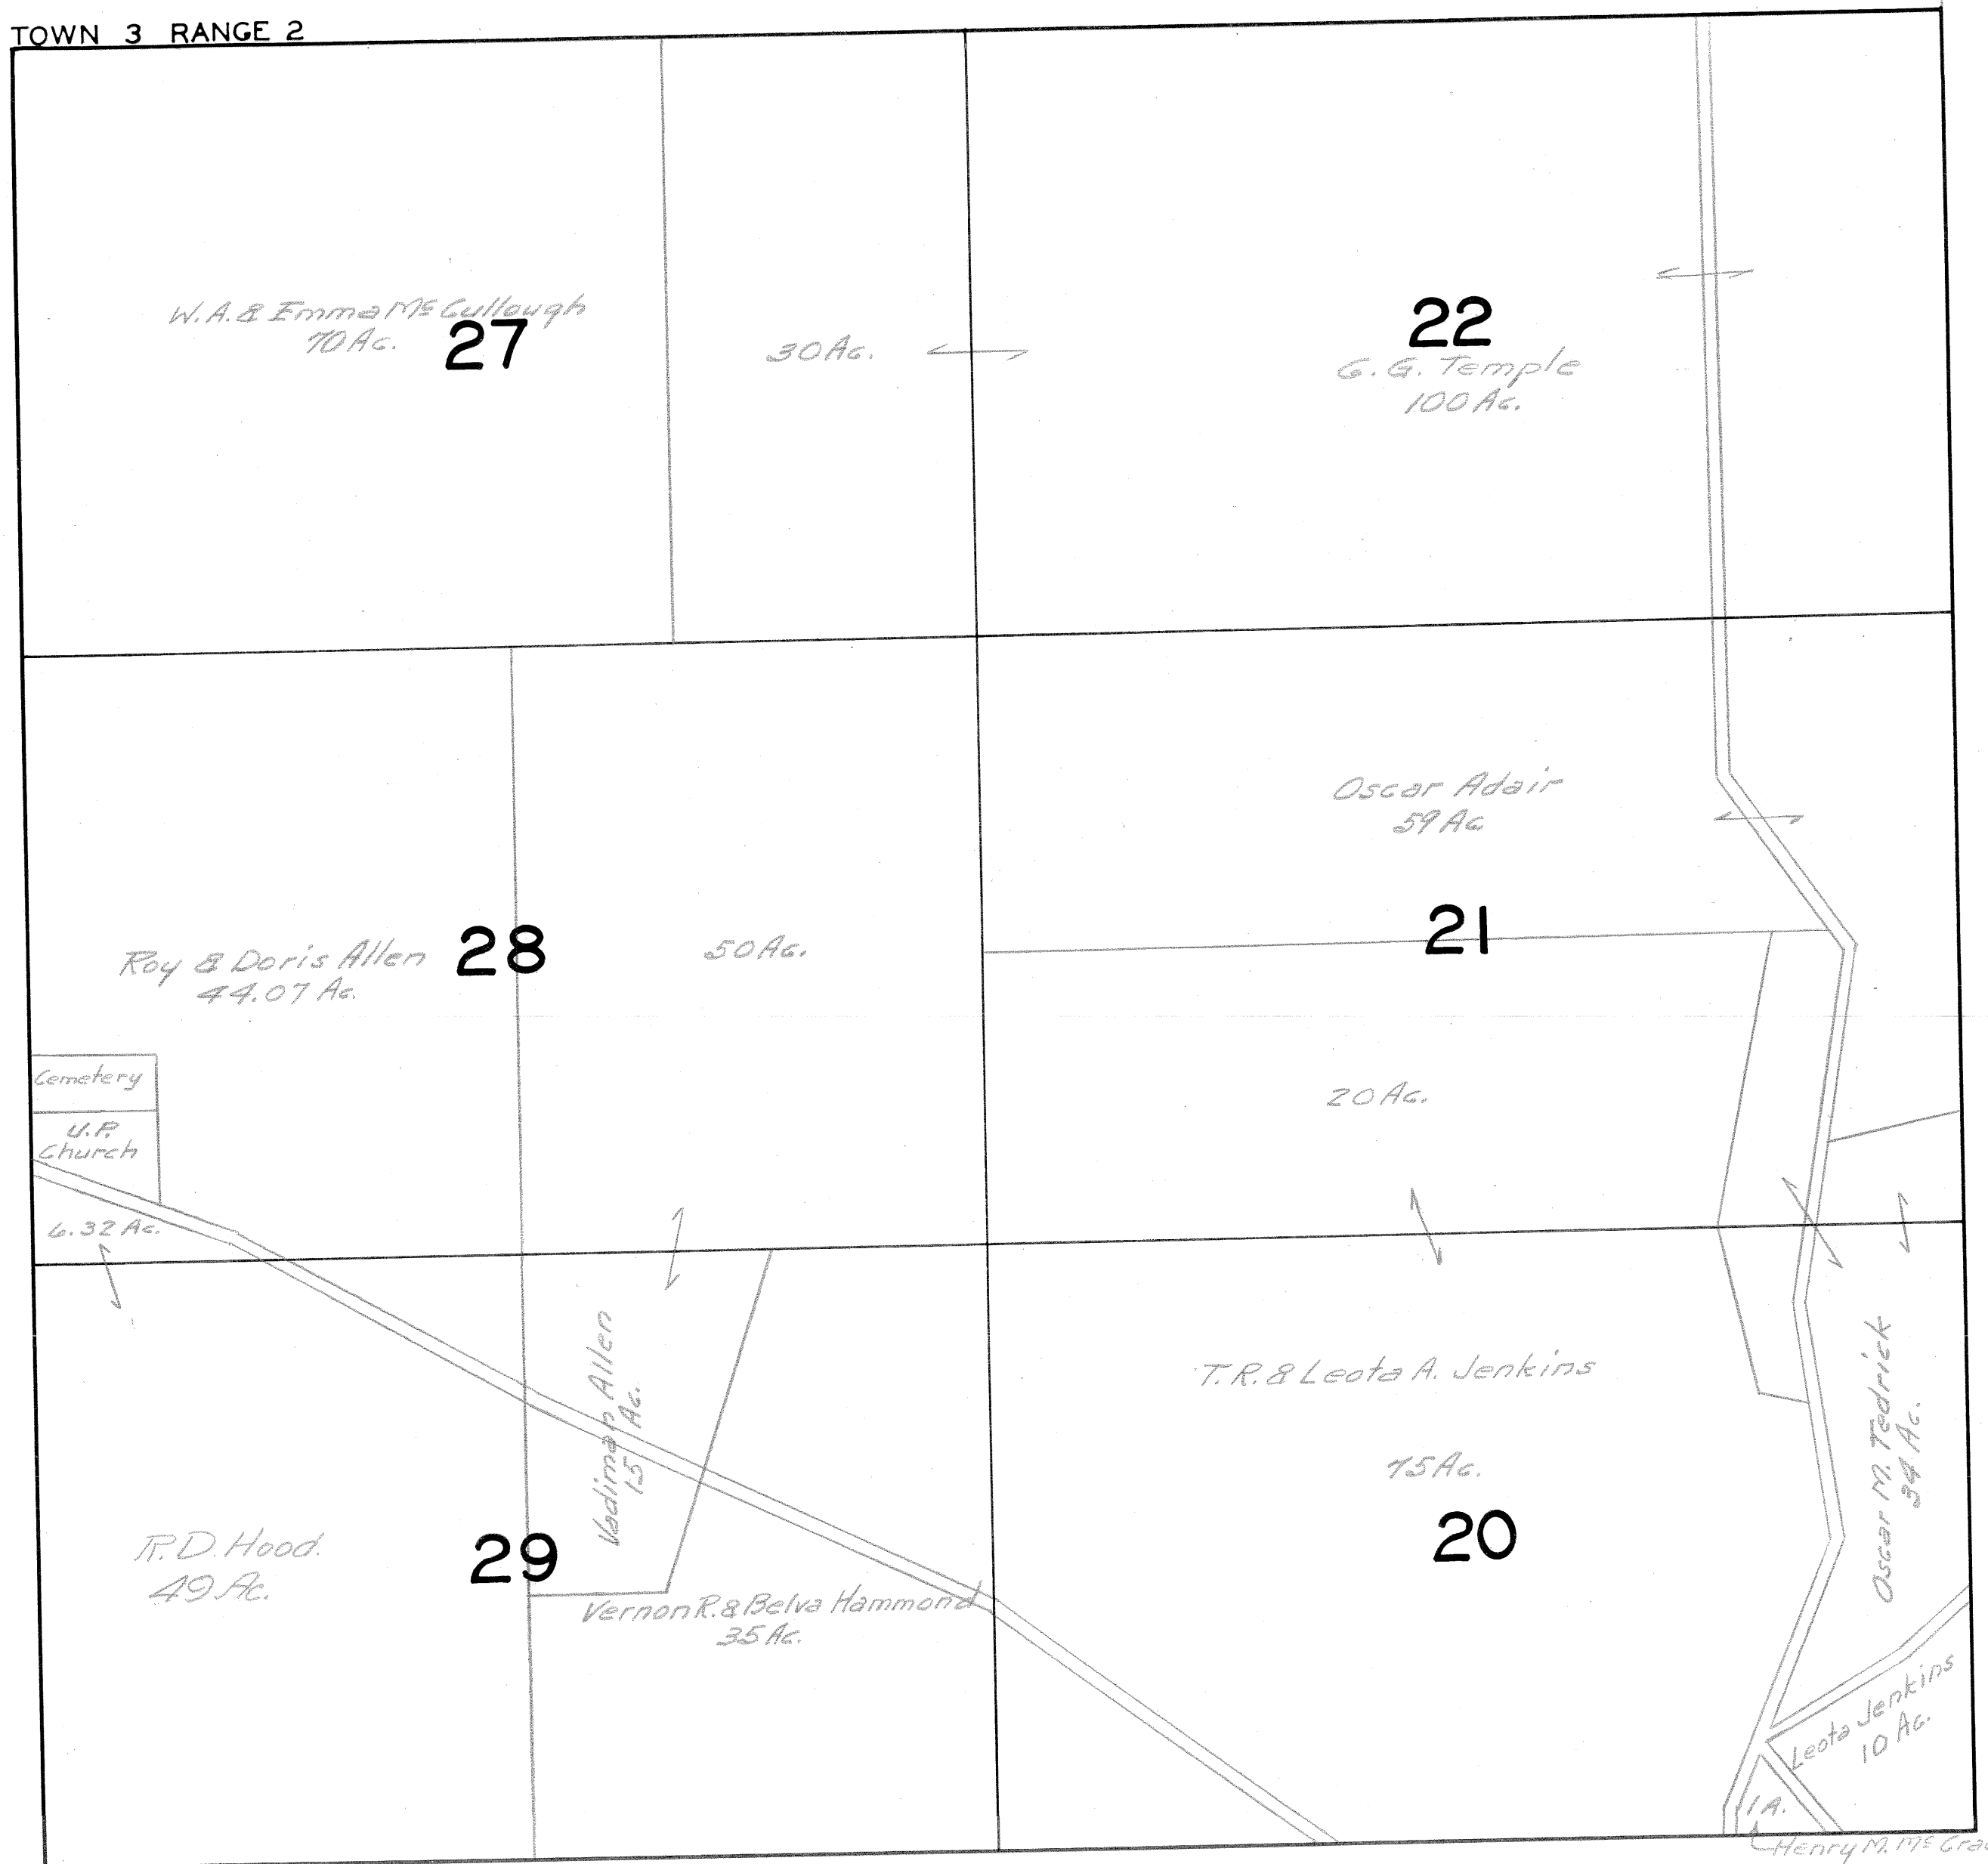 TOWN 3 RANGE 2
W.A. & Emma McCullough
70 Ac.
27
30 Ac.
22
G. G. Temple
100 Ac.
Oscar Adair
59 Ac
21
Roy & Doris Allen
44.07 Ac.
28
50 Ac.
20 Ac.
Cemetery
U.P.
Church
6.32 Ac.
Vadimah Allen
15 Ac.
T.R. & Leota A. Jenkins
75 Ac.
20
Oscar M. Tedrick
34 Ac.
R.D. Hood.
49 Ac.
29
Vernon R. & Belva Hammond
35 Ac.
Leota Jenkins
10 Ac.
1 A.
Henry M.